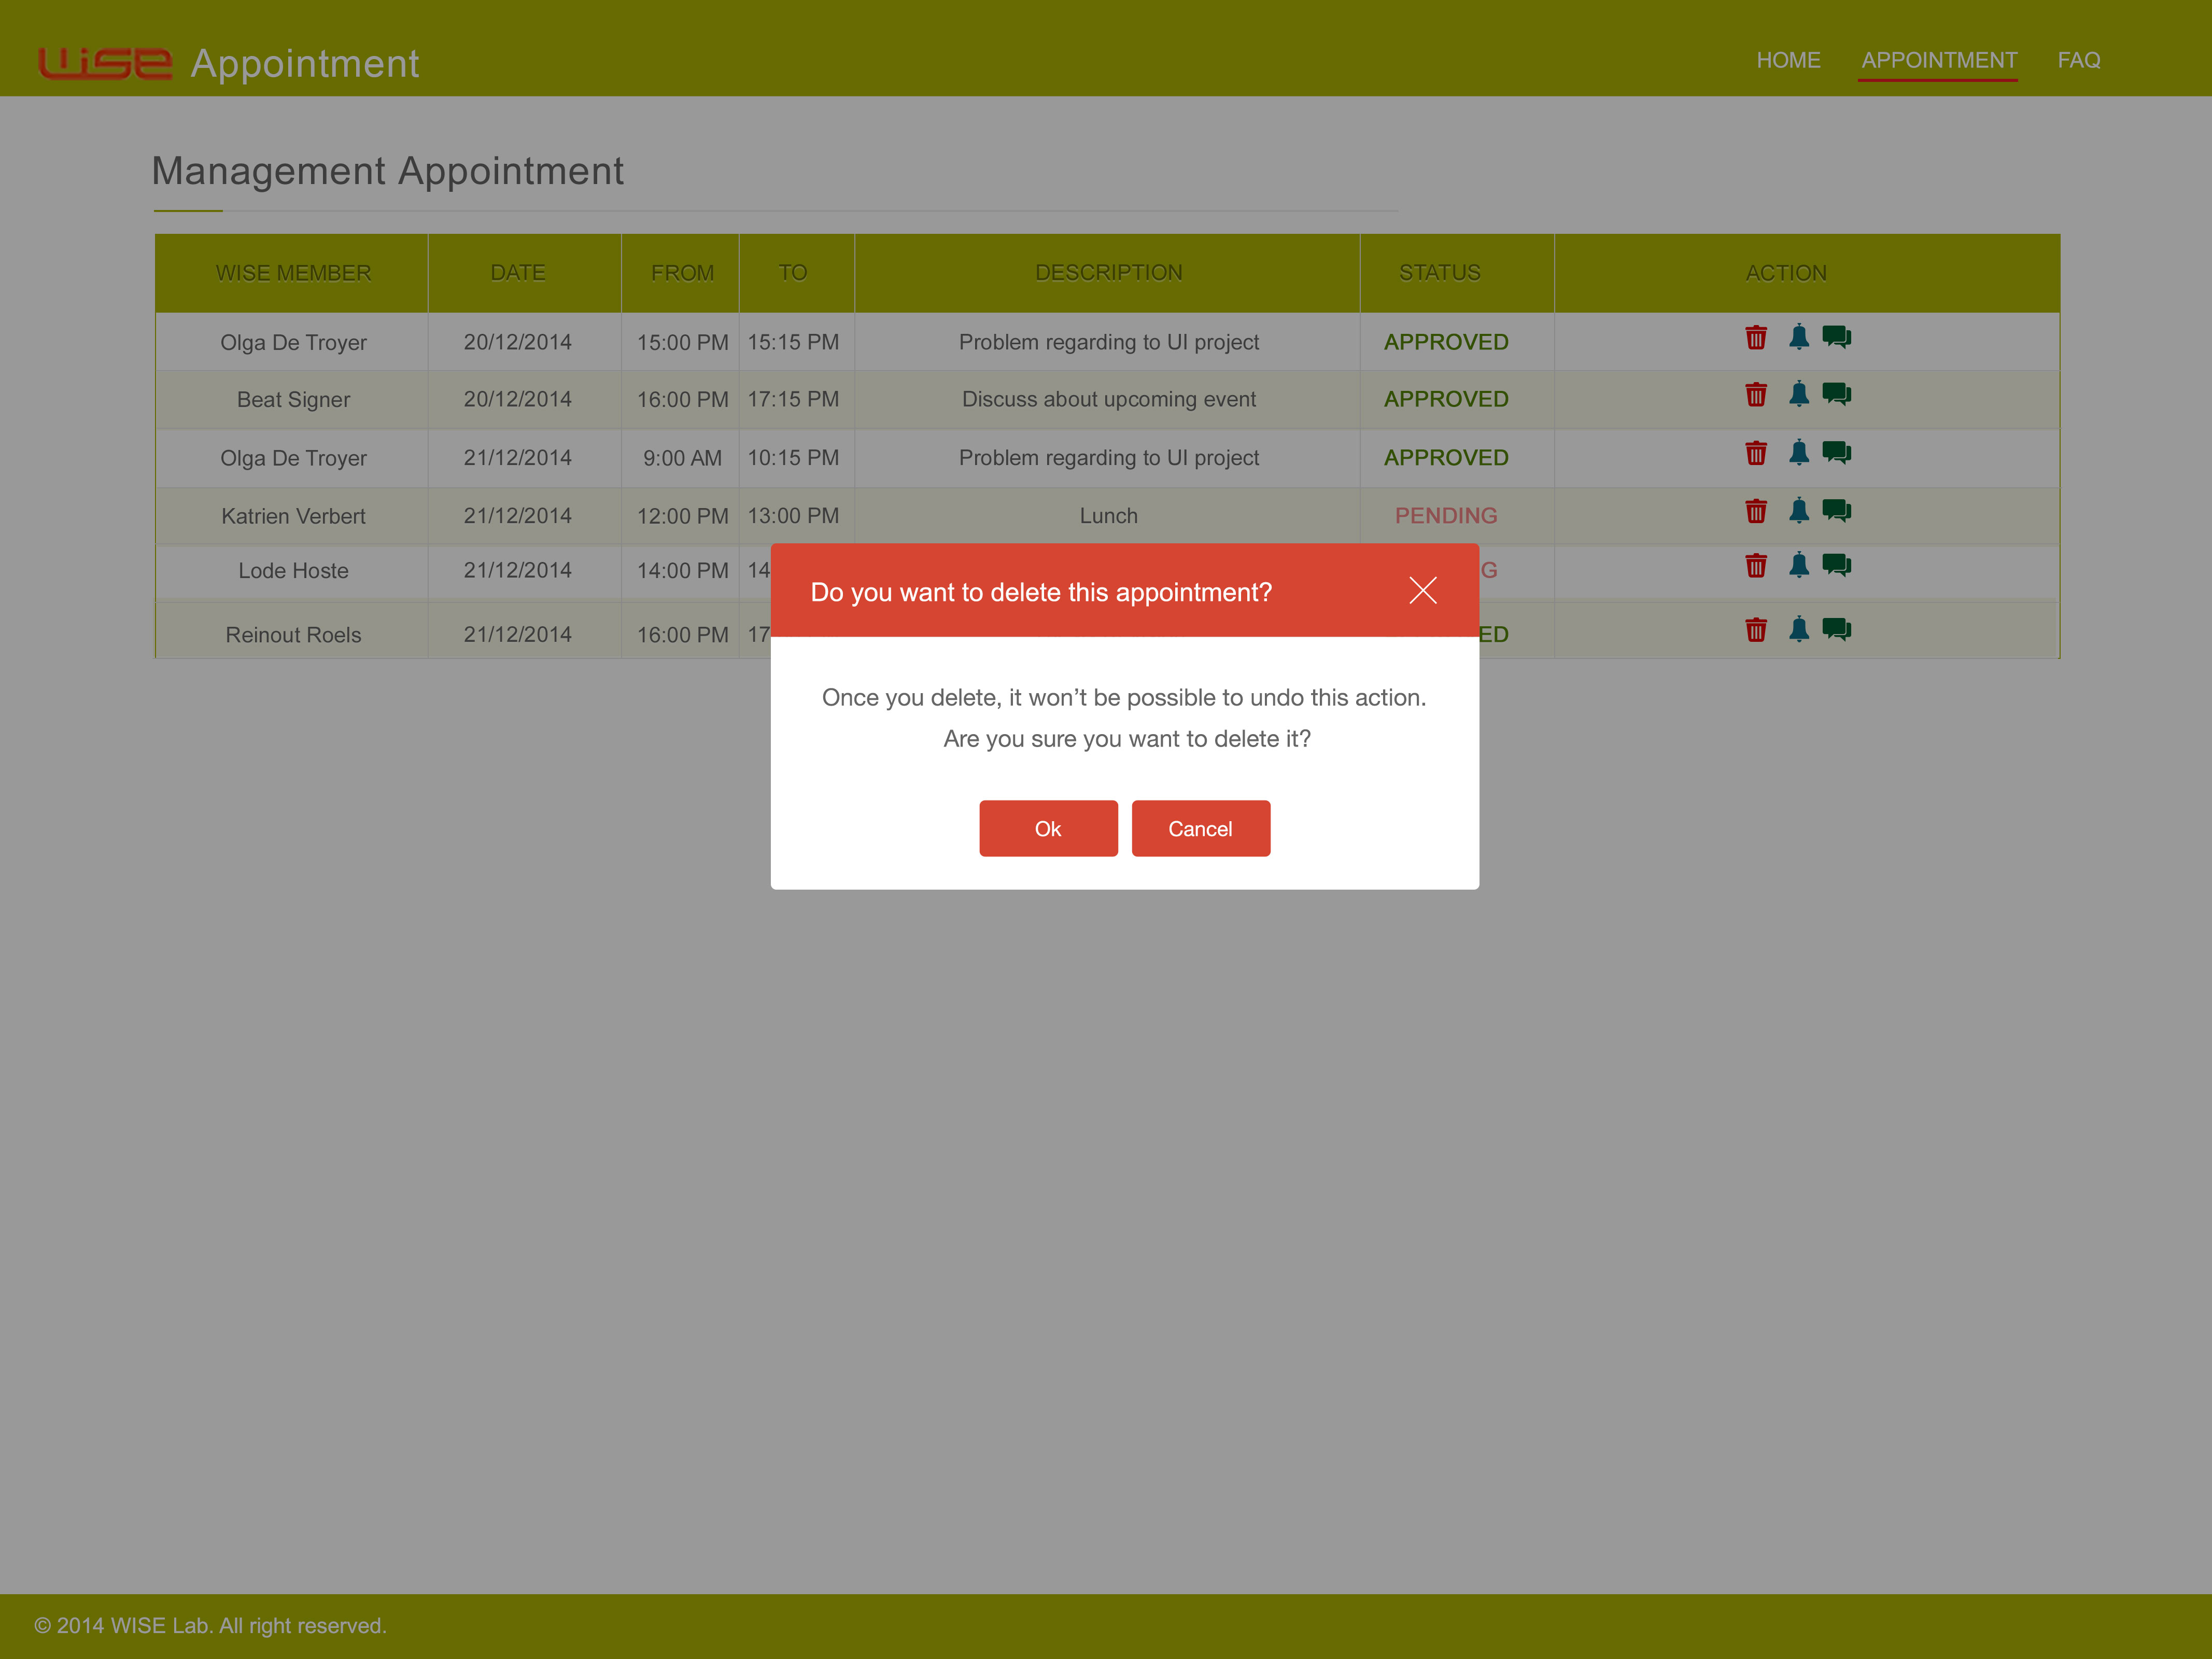 wise Appointment
HOME APPOINTMENT FAQ
Management Appointment
WISE MEMBER DATE FROM TO DESCRIPTION STATUS ACTION
Olga De Troyer 20/12/2014 15:00 PM 15:15 PM Problem regarding to UI project APPROVED
Beat Signer 20/12/2014 16:00 PM 17:15 PM Discuss about upcoming event APPROVED
Olga De Troyer 21/12/2014 9:00 AM 10:15 PM Problem regarding to UI project APPROVED
Katrien Verbert 21/12/2014 12:00 PM 13:00 PM Lunch PENDING
Lode Hoste 21/12/2014 14:00 PM 14 G
Reinout Roels 21/12/2014 16:00 PM 17 ED
Do you want to delete this appointment?
Once you delete, it won’t be possible to undo this action.
Are you sure you want to delete it?
Ok Cancel
© 2014 WISE Lab. All right reserved.